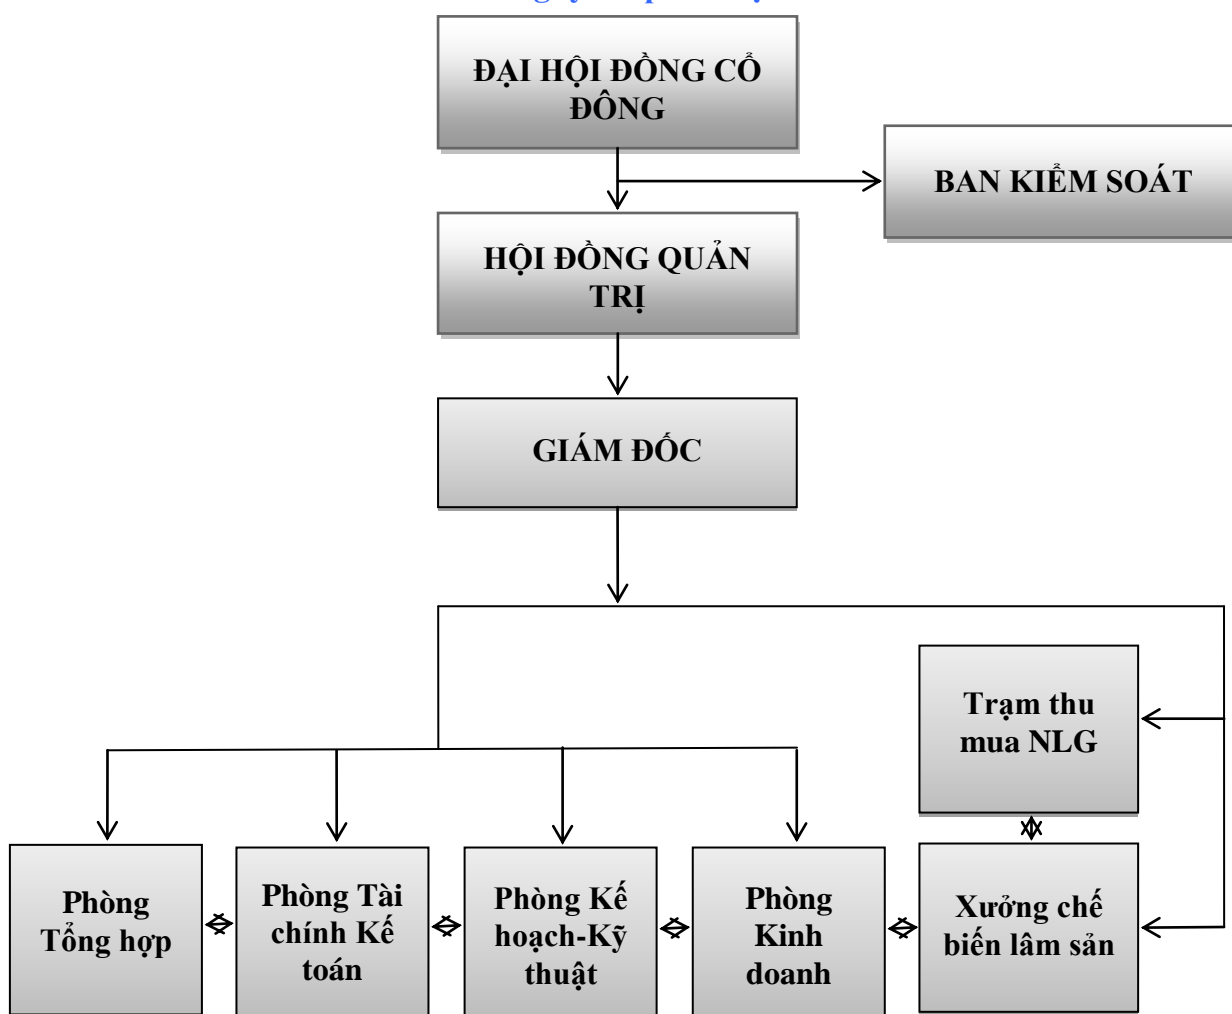 ĐẠI HỘI ĐỒNG CỔ
ĐÔNG
BAN KIỂM SOÁT
HỘI ĐỒNG QUẢN
TRỊ
GIÁM ĐỐC
Trạm thu
mua NLG
Phòng
Tổng hợp
Phòng Tài
chính Kế
toán
Phòng Kế
hoạch-Kỹ
thuật
Phòng
Kinh
doanh
Xưởng chế
biến lâm sản